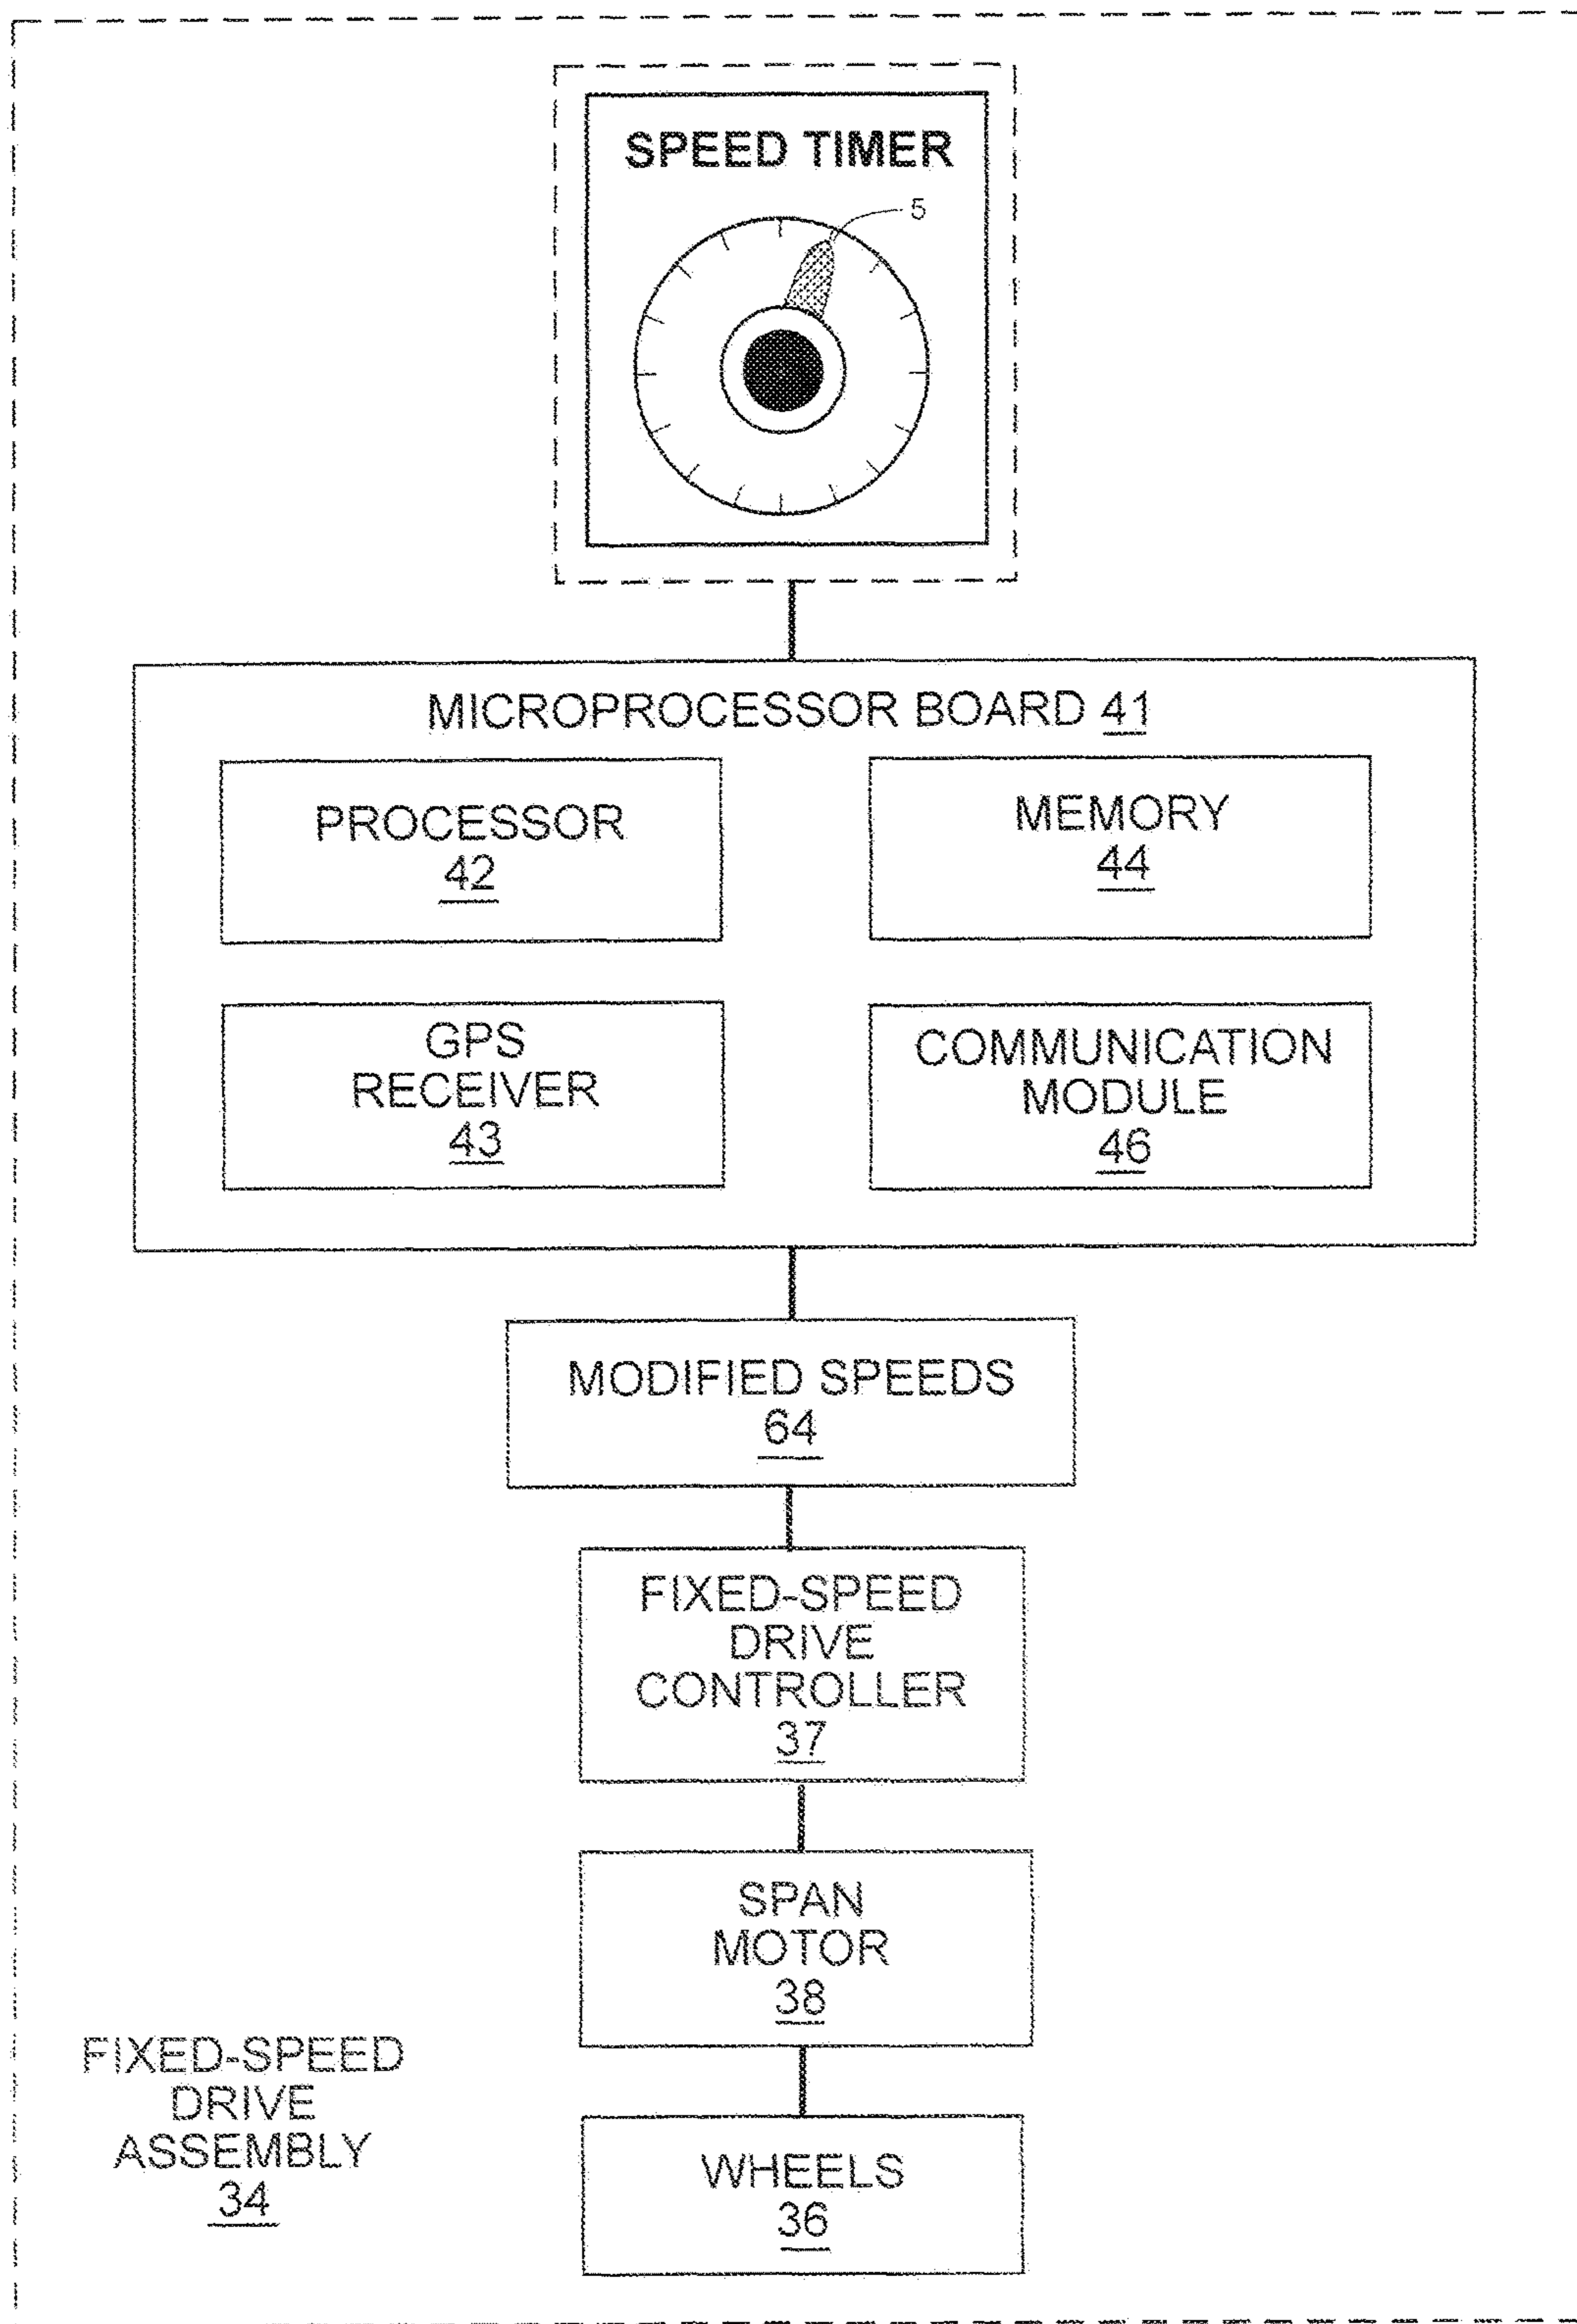 SPEED TIMER
5
MICROPROCESSOR BOARD 41
PROCESSOR
42
MEMORY
44
GPS
RECEIVER
43
COMMUNICATION
MODULE
46
MODIFIED SPEEDS
64
FIXED-SPEED
DRIVE
CONTROLLER
37
SPAN
MOTOR
38
FIXED-SPEED
DRIVE
ASSEMBLY
34
WHEELS
36